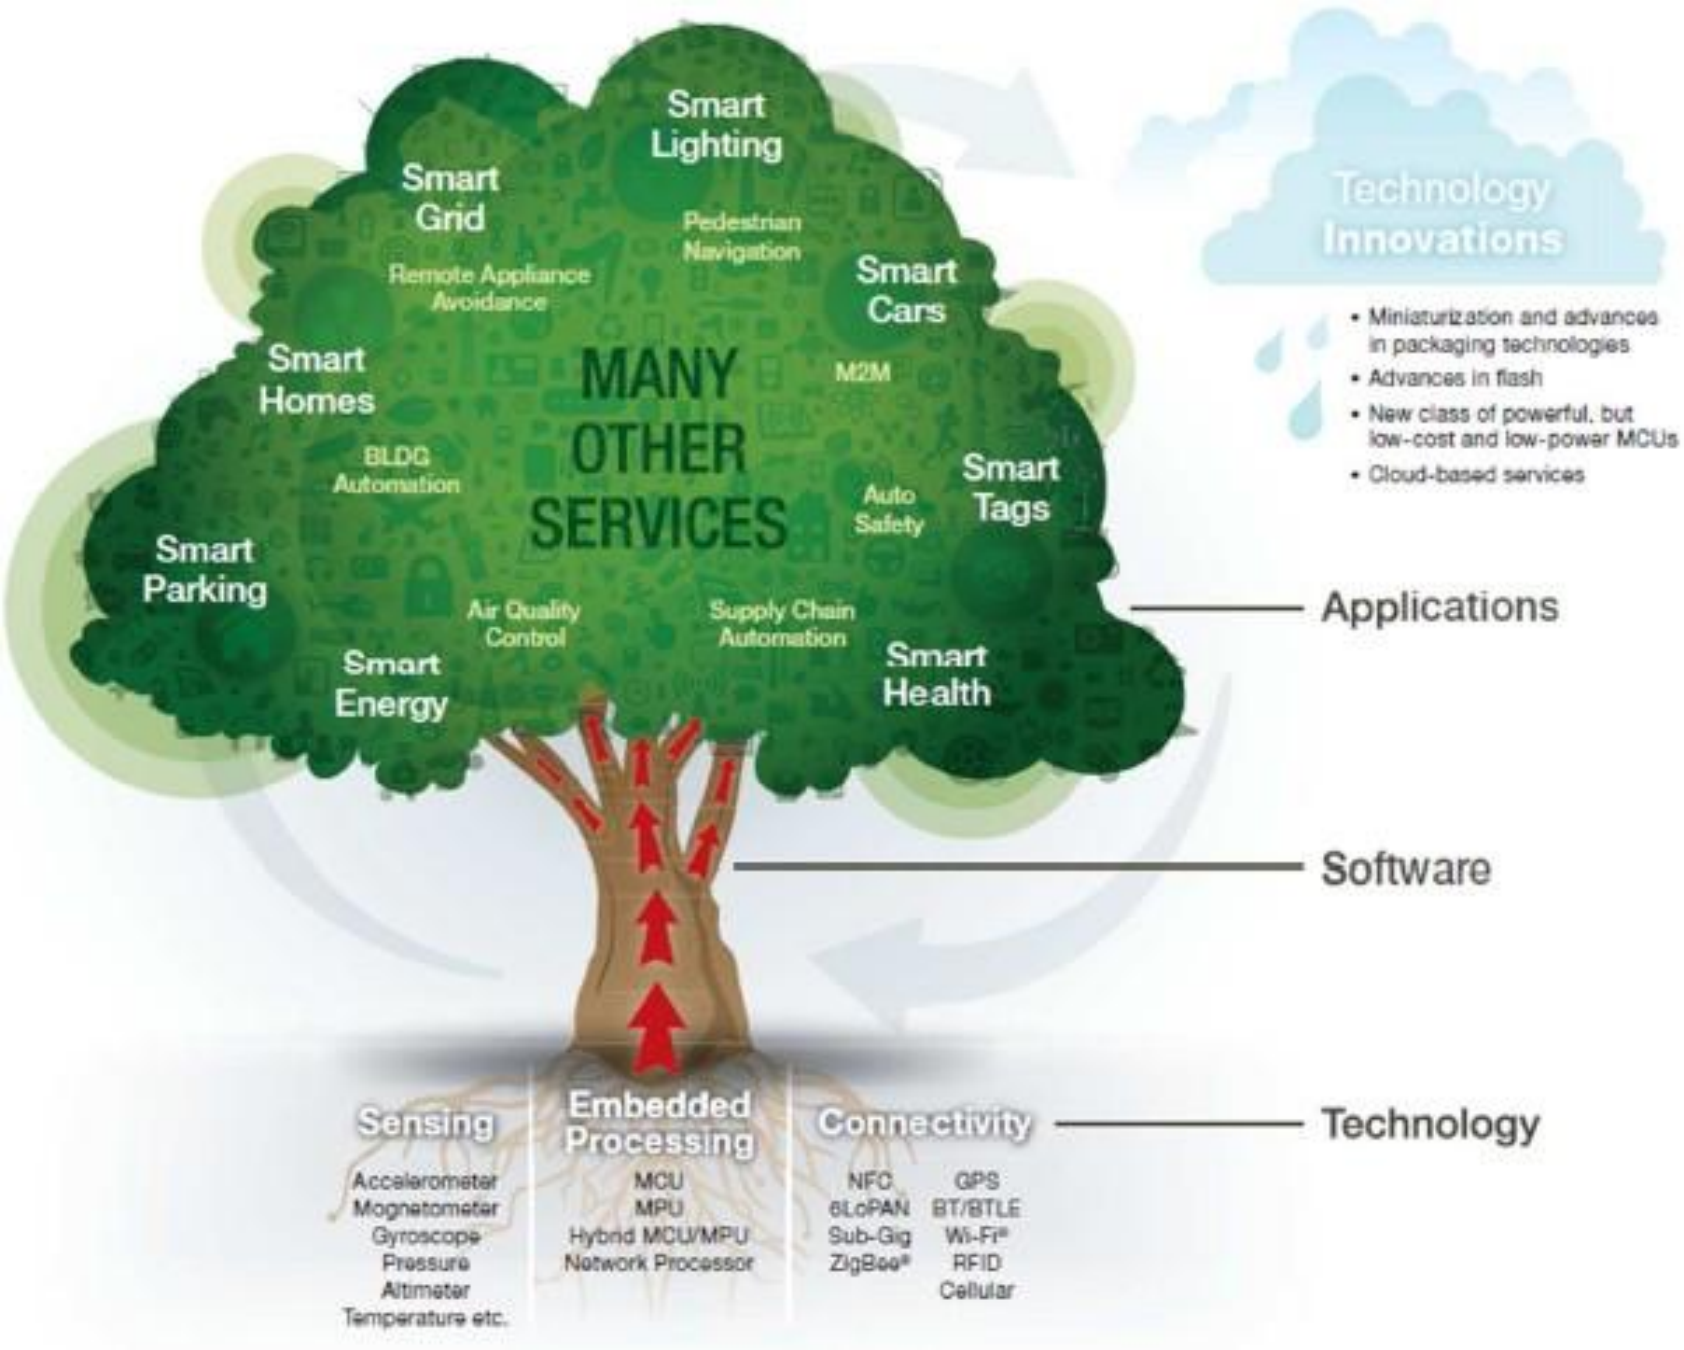 Smart
Lighting
Smart
Grid
Pedestrian
Navigation
Smart
Cars
Remote Appliance
Avoidance
Smart
Homes
MANY
OTHER
SERVICES
M2M
BLDG
Automation
Smart
Tags
Auto
Safety
Smart
Parking
Air Quality
Control
Supply Chain
Automation
Smart
Energy
Smart
Health
Technology
Innovations
• Miniaturization and advances
in packaging technologies
• Advances in flash
• New class of powerful, but
low-cost and low-power MCUs
• Cloud-based services
Applications
Software
Technology
Sensing
Accelerometer
Mognetometer
Gyroscope
Pressure
Altimeter
Temperature etc.
Embedded
Processing
MCU
MPU
Hybrid MCU/MPU
Network Processor
Connectivity
NFC GPS
6LoPAN BT/BTLE
Sub-Gig Wi-Fi®
ZigBee® RFID
Cellular